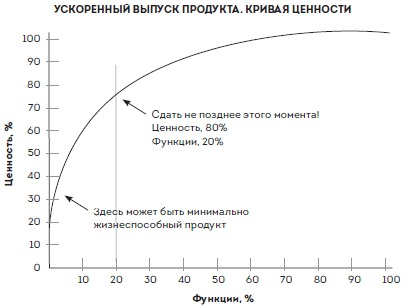 УСКОРЕННЫЙ ВЫПУСК ПРОДУКТА. КРИВАЯ ЦЕННОСТИ
Ценность, %
100
90
80
70
60
50
40
30
20
10
0
Сдать не позднее этого момента!
Ценность, 80%
Функции, 20%
Здесь может быть минимально
жизнеспособный продукт
10 20 30 40 50 60 70 80 90 100
Функции, %